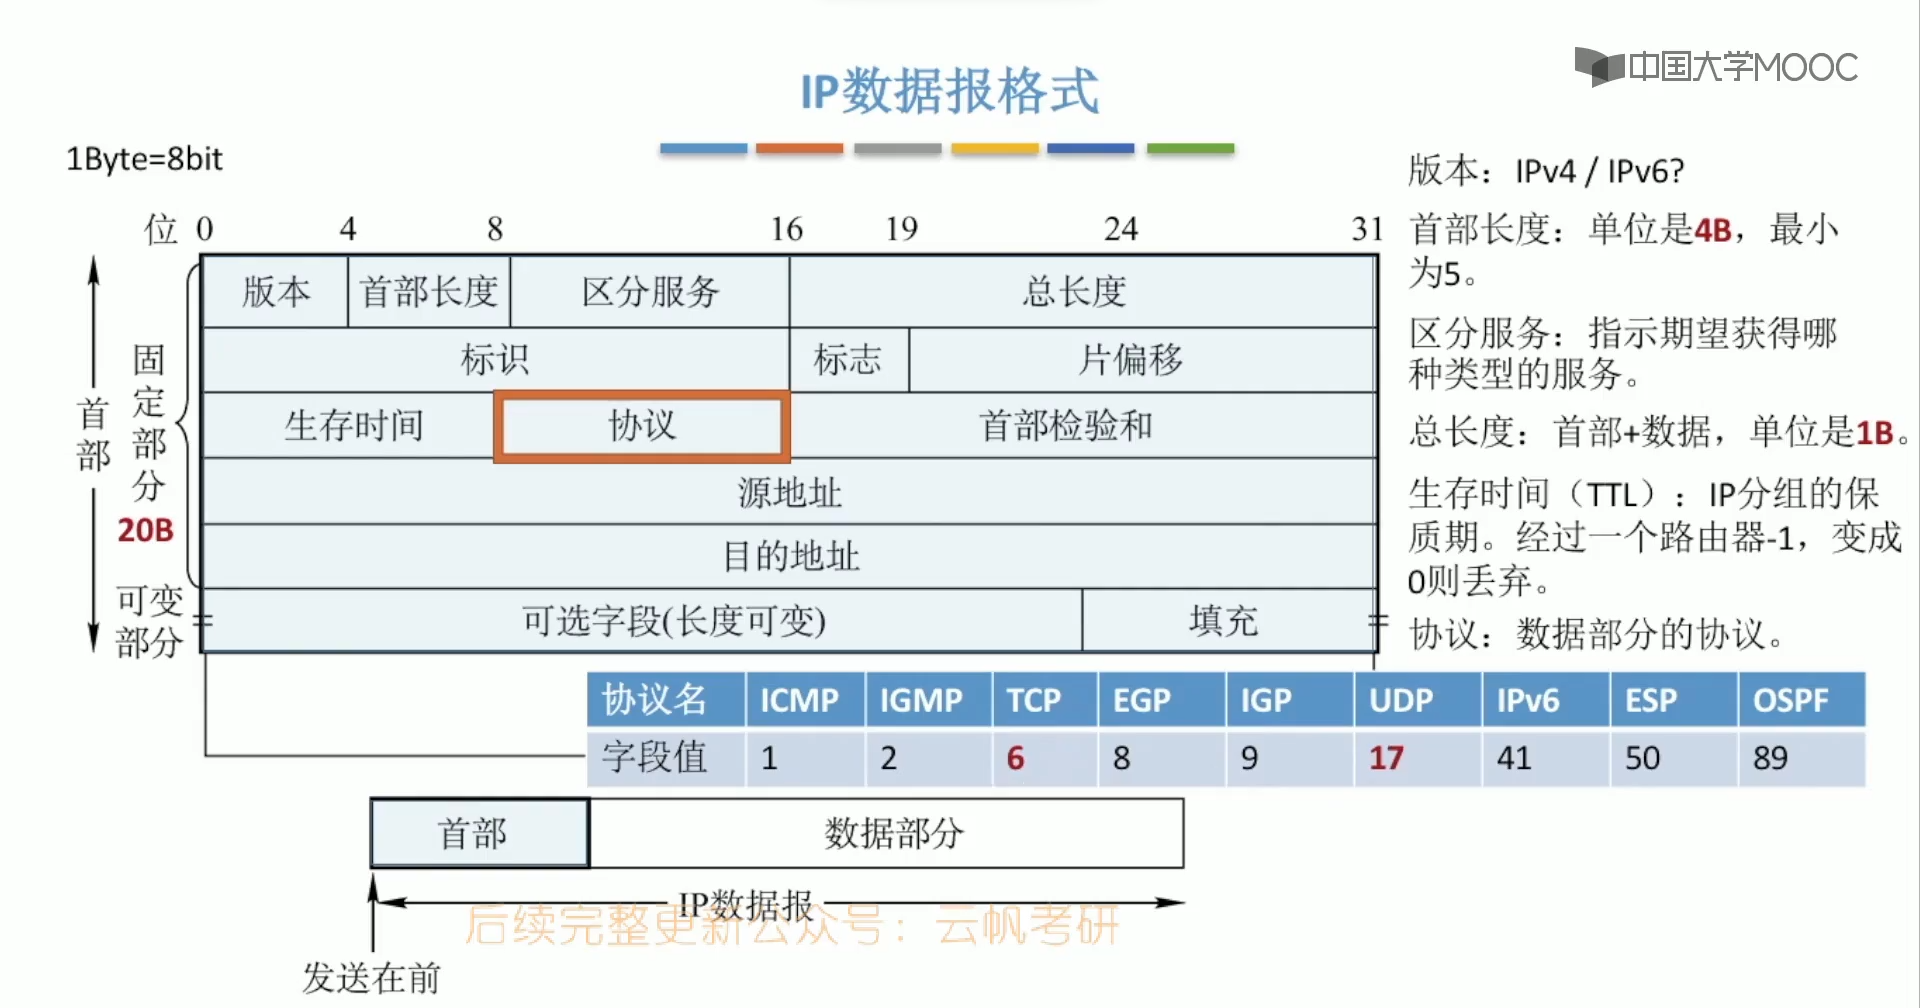 中国大学MOOC
IP数据报格式
1Byte=8bit
位 0 4 8 16 19 24 31
版本 首部长度 区分服务 总长度
标识 标志 片偏移
生存时间 协议 首部检验和
源地址
目的地址
可选字段(长度可变) 填充
首部
固定部分
20B
可变
部分
版本：IPv4 / IPv6?
首部长度：单位是4B，最小
为5。
区分服务：指示期望获得哪
种类型的服务。
总长度：首部+数据，单位是1B。
生存时间（TTL）：IP分组的保
质期。经过一个路由器-1，变成
0则丢弃。
协议：数据部分的协议。
协议名 ICMP IGMP TCP EGP IGP UDP IPv6 ESP OSPF
字段值 1 2 6 8 9 17 41 50 89
首部 数据部分
IP数据报
后续完整更新公众号：云帆考研
发送在前